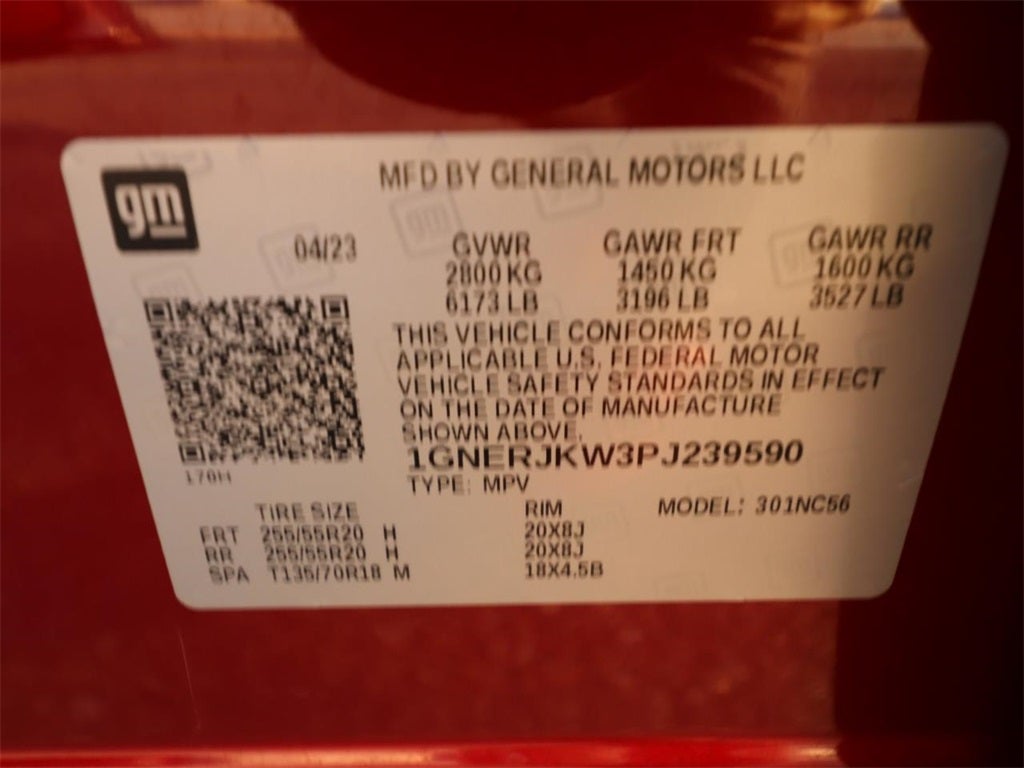 gm
MFD BY GENERAL MOTORS LLC
04/23 GVWR GAWR FRT GAWR RR
2800 KG 1450 KG 1600 KG
6173 LB 3196 LB 3527 LB
THIS VEHICLE CONFORMS TO ALL
APPLICABLE U.S. FEDERAL MOTOR
VEHICLE SAFETY STANDARDS IN EFFECT
ON THE DATE OF MANUFACTURE
SHOWN ABOVE.
1GNERJKW3PJ239590
TYPE: MPV
TIRE SIZE RIM MODEL: 301NC56
FRT 255/55R20 H 20X8J
RR 255/55R20 H 20X8J
SPA T135/70R18 M 18X4.5B